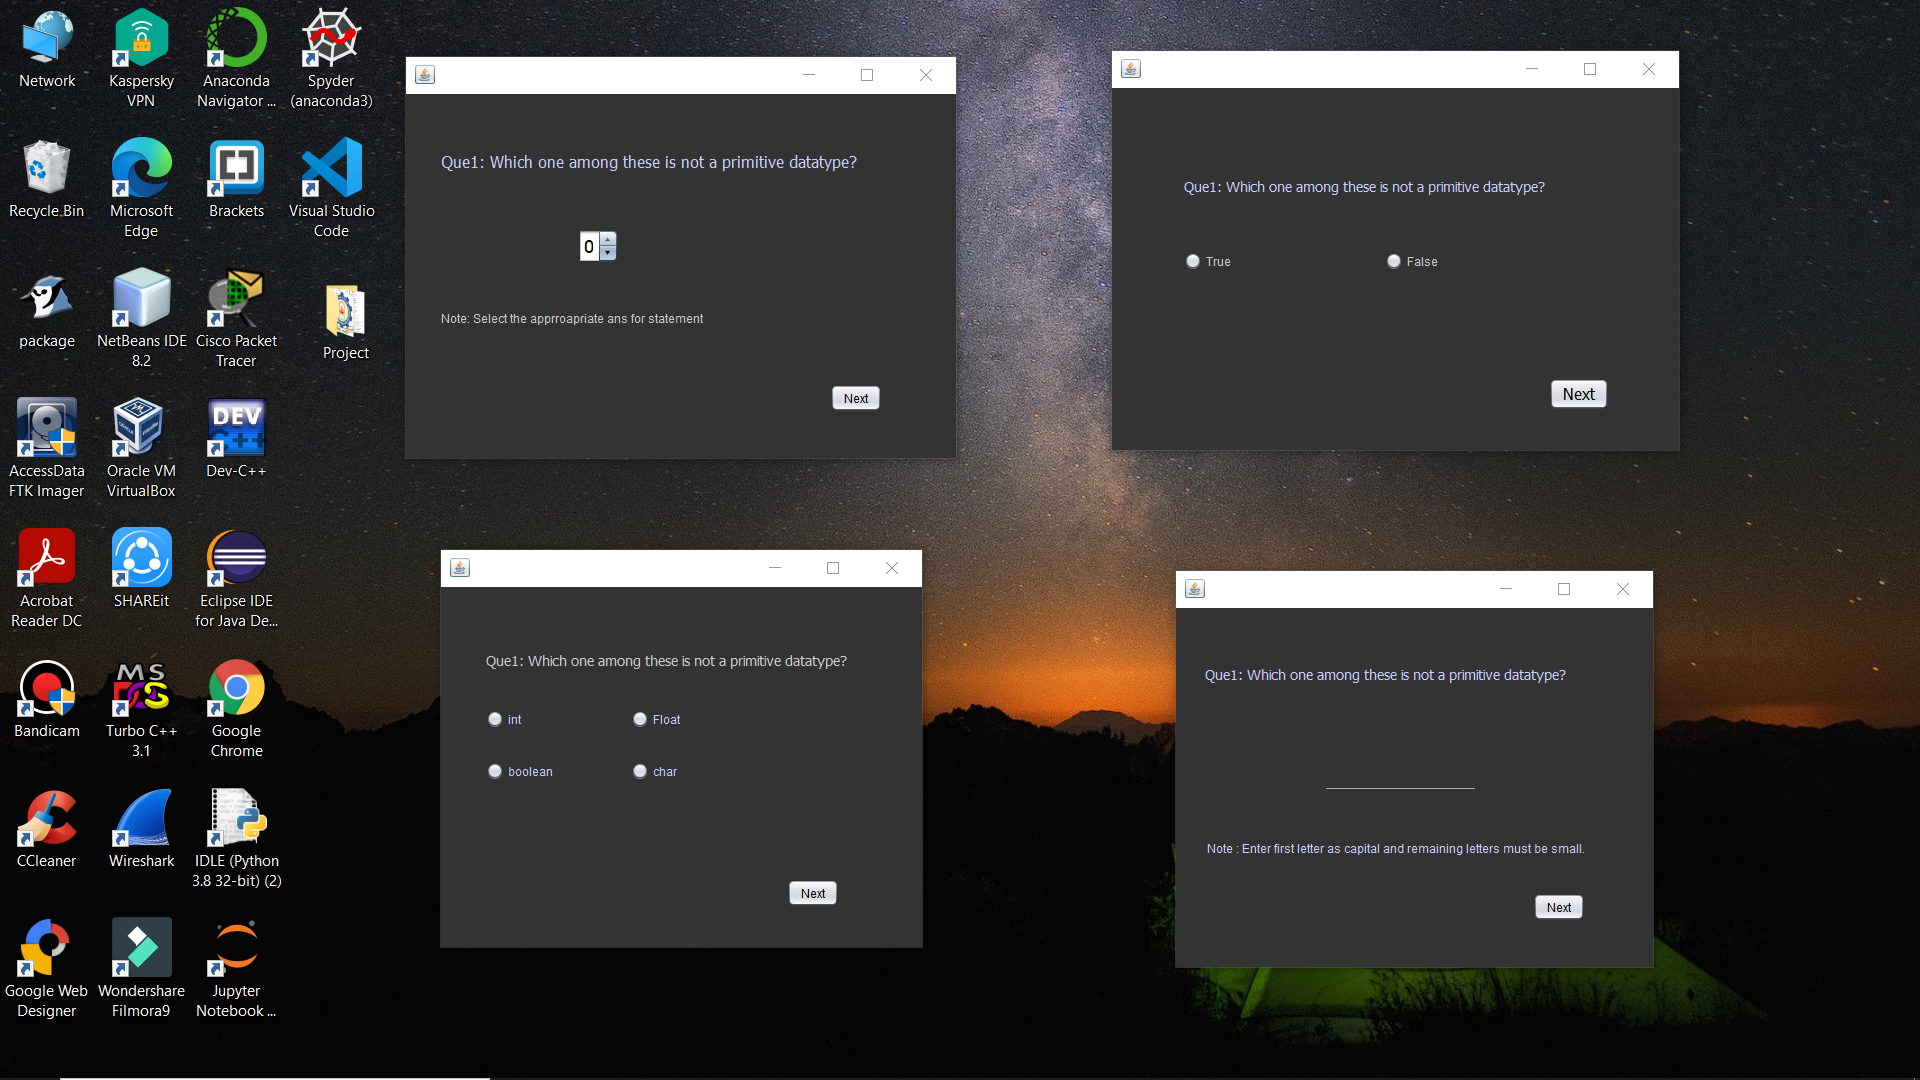 Network
Kaspersky
VPN
Anaconda
Navigator ...
Spyder
(anaconda3)
Recycle Bin
Microsoft
Edge
Brackets
Visual Studio
Code
package
NetBeans IDE
8.2
Cisco Packet
Tracer
Project
AccessData
FTK Imager
Oracle VM
VirtualBox
DEV
C++
Dev-C++
Acrobat
Reader DC
SHAREit
Eclipse IDE
for Java De...
Bandicam
MS
DOS
Turbo C++
3.1
Google
Chrome
CCleaner
Wireshark
IDLE (Python
3.8 32-bit) (2)
Google Web
Designer
Wondershare
Filmora9
Jupyter
Notebook ...
Que1: Which one among these is not a primitive datatype?
0
Note: Select the apprroapriate ans for statement
Next
Que1: Which one among these is not a primitive datatype?
True
False
Next
Que1: Which one among these is not a primitive datatype?
int
Float
boolean
char
Next
Que1: Which one among these is not a primitive datatype?
Note : Enter first letter as capital and remaining letters must be small.
Next